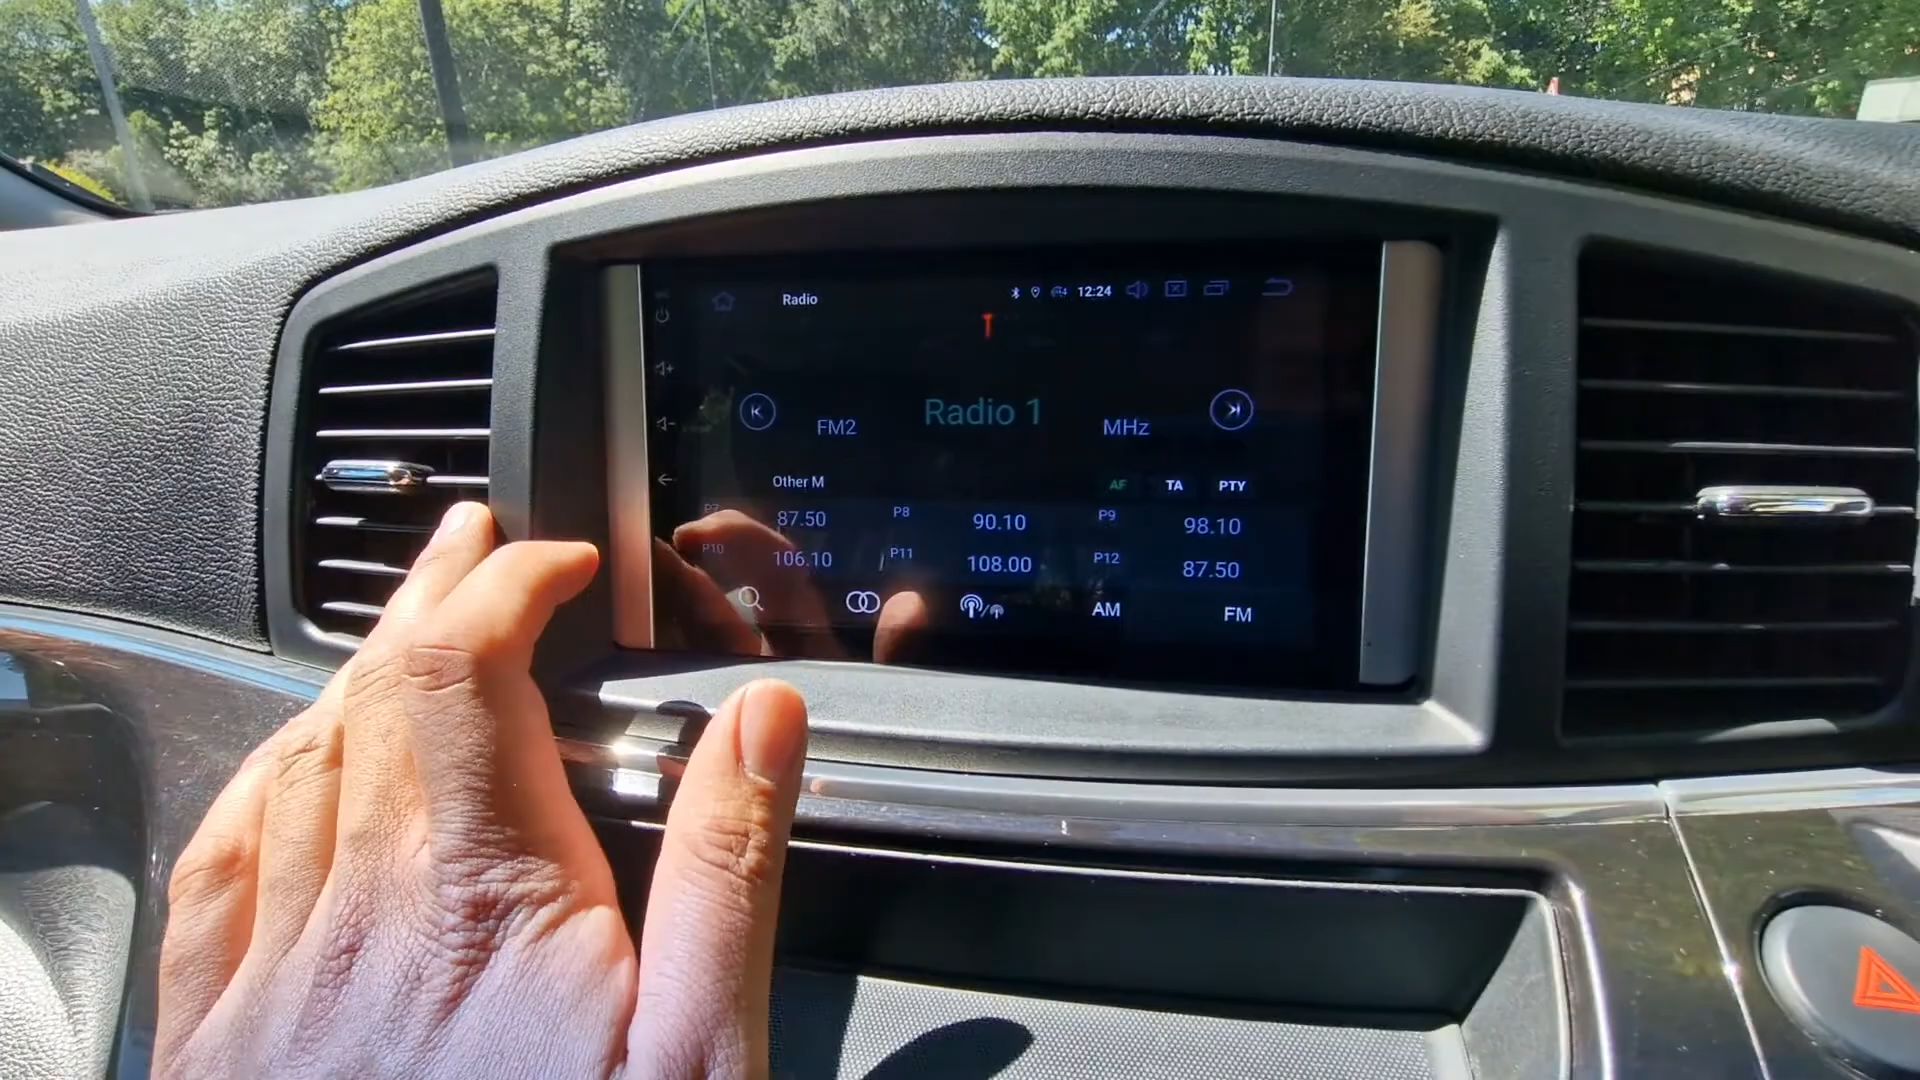 Radio 12:24
FM2 Radio 1 MHz
Other M AF TA PTY
P7 87.50 P8 90.10 P9 98.10
P10 106.10 P11 108.00 P12 87.50
AM FM